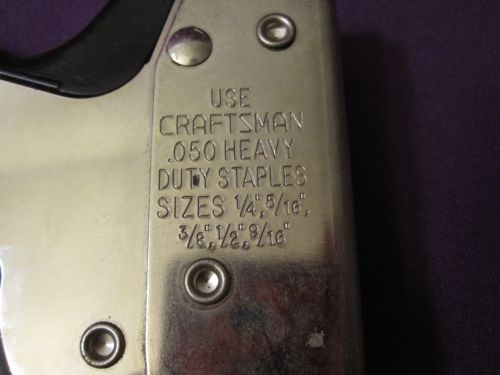 USE
CRAFTSMAN
.050 HEAVY
DUTY STAPLES
SIZES 1/4", 5/16",
3/8", 1/2", 9/16"